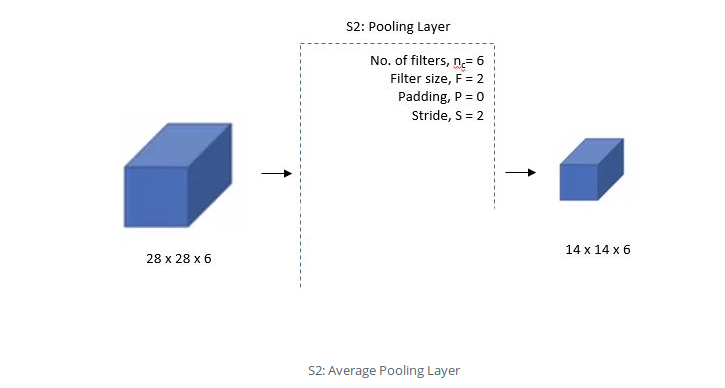 S2: Pooling Layer
No. of filters, nc= 6
Filter size, F = 2
Padding, P = 0
Stride, S = 2
28 x 28 x 6
14 x 14 x 6
S2: Average Pooling Layer